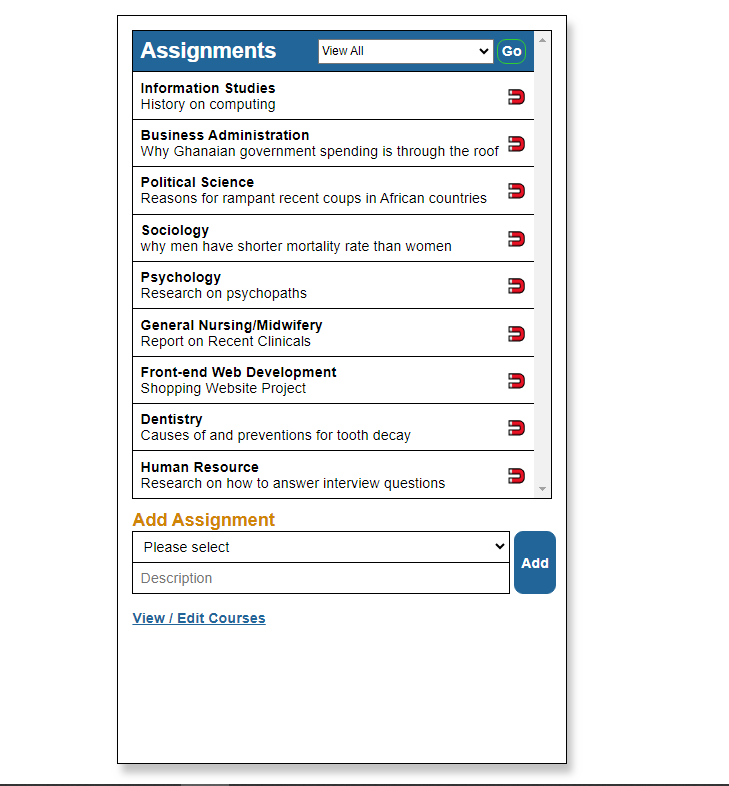 Assignments
View All
Go
Information Studies
History on computing
Business Administration
Why Ghanaian government spending is through the roof
Political Science
Reasons for rampant recent coups in African countries
Sociology
why men have shorter mortality rate than women
Psychology
Research on psychopaths
General Nursing/Midwifery
Report on Recent Clinicals
Front-end Web Development
Shopping Website Project
Dentistry
Causes of and preventions for tooth decay
Human Resource
Research on how to answer interview questions
Add Assignment
Please select
Description
Add
View / Edit Courses